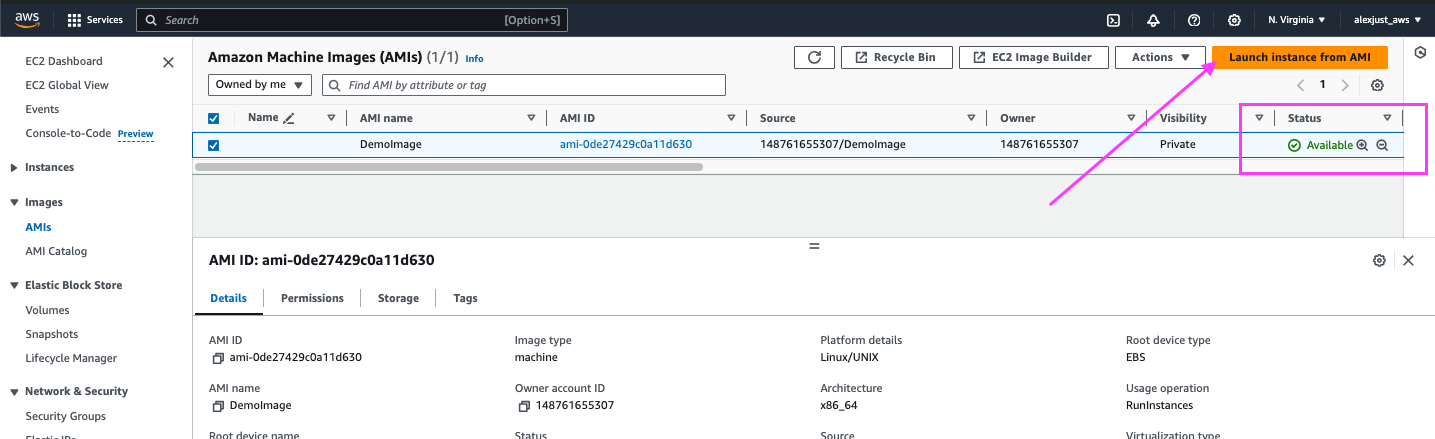 aws Services Search [Option+S] N. Virginia alexjust_aws
EC2 Dashboard
EC2 Global View
Events
Console-to-Code Preview
Instances
Images
AMIs
AMI Catalog
Elastic Block Store
Volumes
Snapshots
Lifecycle Manager
Network & Security
Security Groups
Amazon Machine Images (AMIs) (1/1) Info Recycle Bin EC2 Image Builder Actions Launch instance from AMI
Owned by me Find AMI by attribute or tag 1
Name AMI name AMI ID Source Owner Visibility Status
DemoImage ami-0de27429c0a11d630 148761655307/DemoImage 148761655307 Private Available
AMI ID: ami-0de27429c0a11d630
Details Permissions Storage Tags
AMI ID Image type Platform details Root device type
ami-0de27429c0a11d630 machine Linux/UNIX EBS
AMI name Owner account ID Architecture Usage operation
DemoImage 148761655307 x86_64 RunInstances
Root device name Status Source Virtualization type